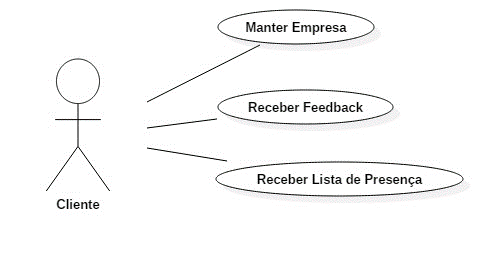 Manter Empresa
Receber Feedback
Receber Lista de Presença
Cliente